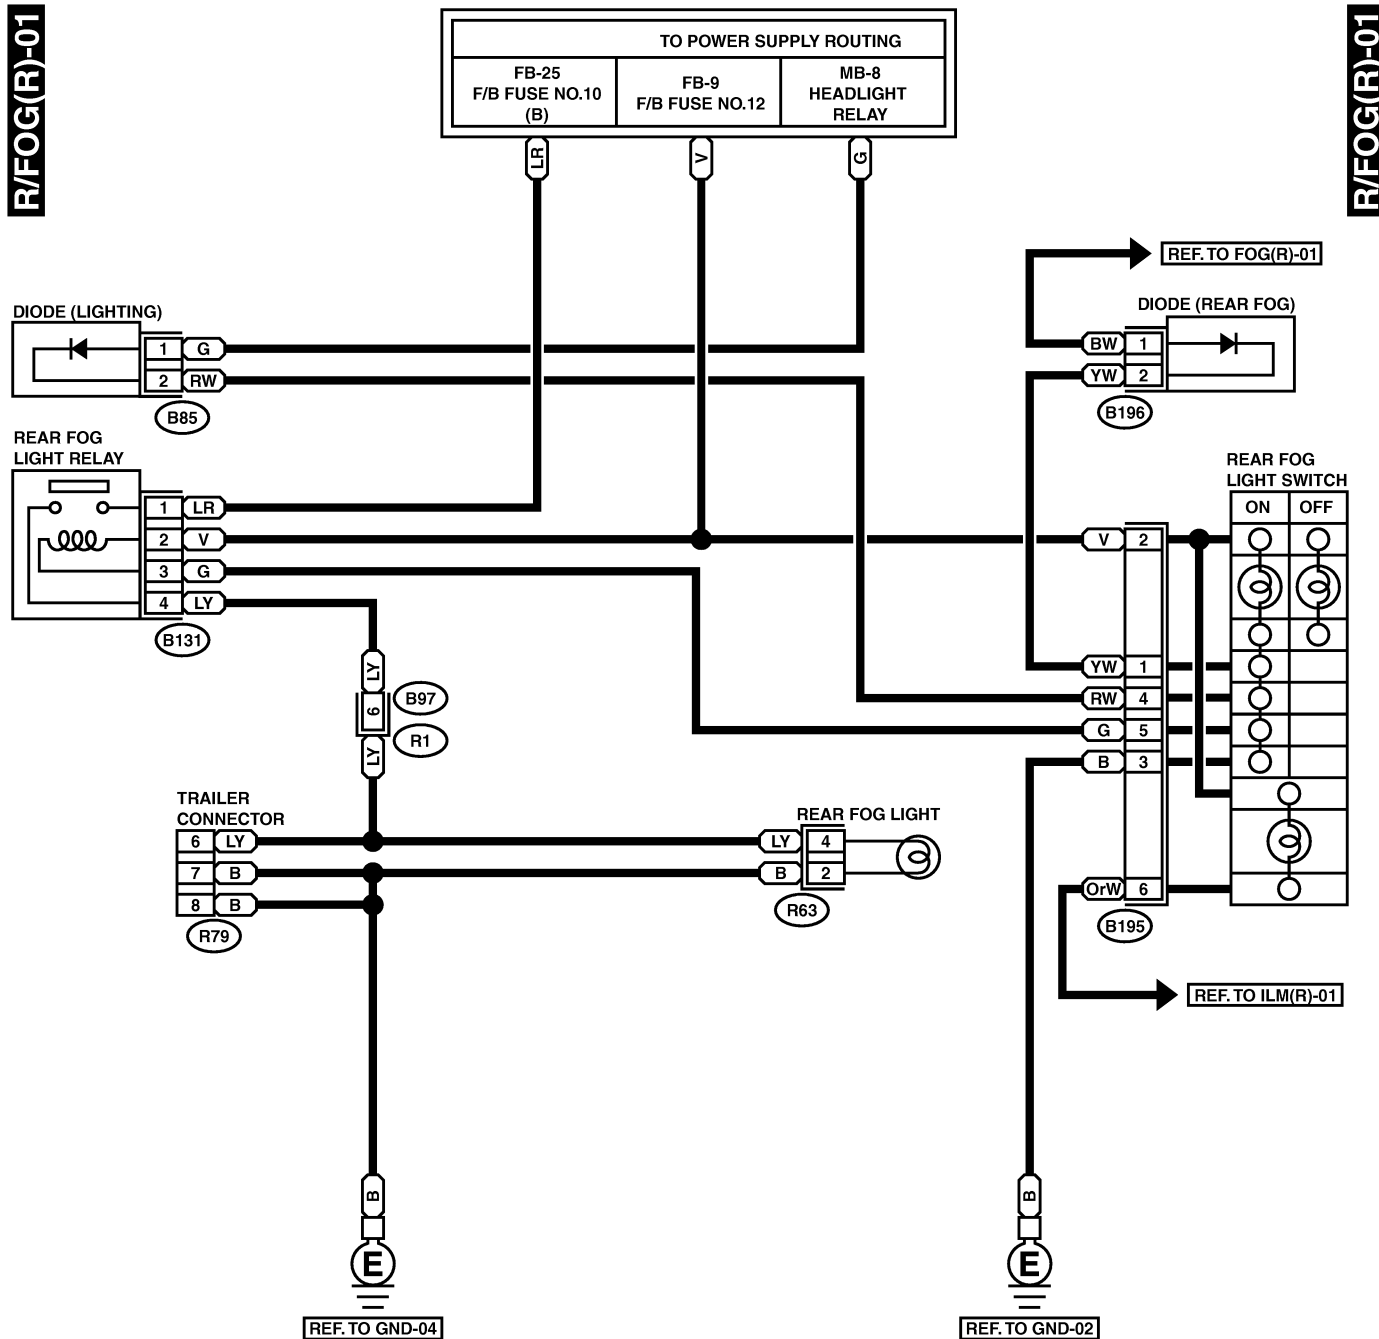 R/FOG(R)-01
R/FOG(R)-01
TO POWER SUPPLY ROUTING
FB-25
F/B FUSE NO.10
(B)
FB-9
F/B FUSE NO.12
MB-8
HEADLIGHT
RELAY
LR
V
G
REF. TO FOG(R)-01
DIODE (LIGHTING)
1 G
2 RW
B85
DIODE (REAR FOG)
BW 1
YW 2
B196
REAR FOG
LIGHT RELAY
1 LR
2 V
3 G
4 LY
B131
REAR FOG
LIGHT SWITCH
ON OFF
V 2
YW 1
RW 4
G 5
B 3
OrW 6
B195
LY
6
B97
R1
LY
TRAILER
CONNECTOR
6 LY
7 B
8 B
R79
REAR FOG LIGHT
LY 4
B 2
R63
REF. TO ILM(R)-01
B
E
REF. TO GND-04
B
E
REF. TO GND-02